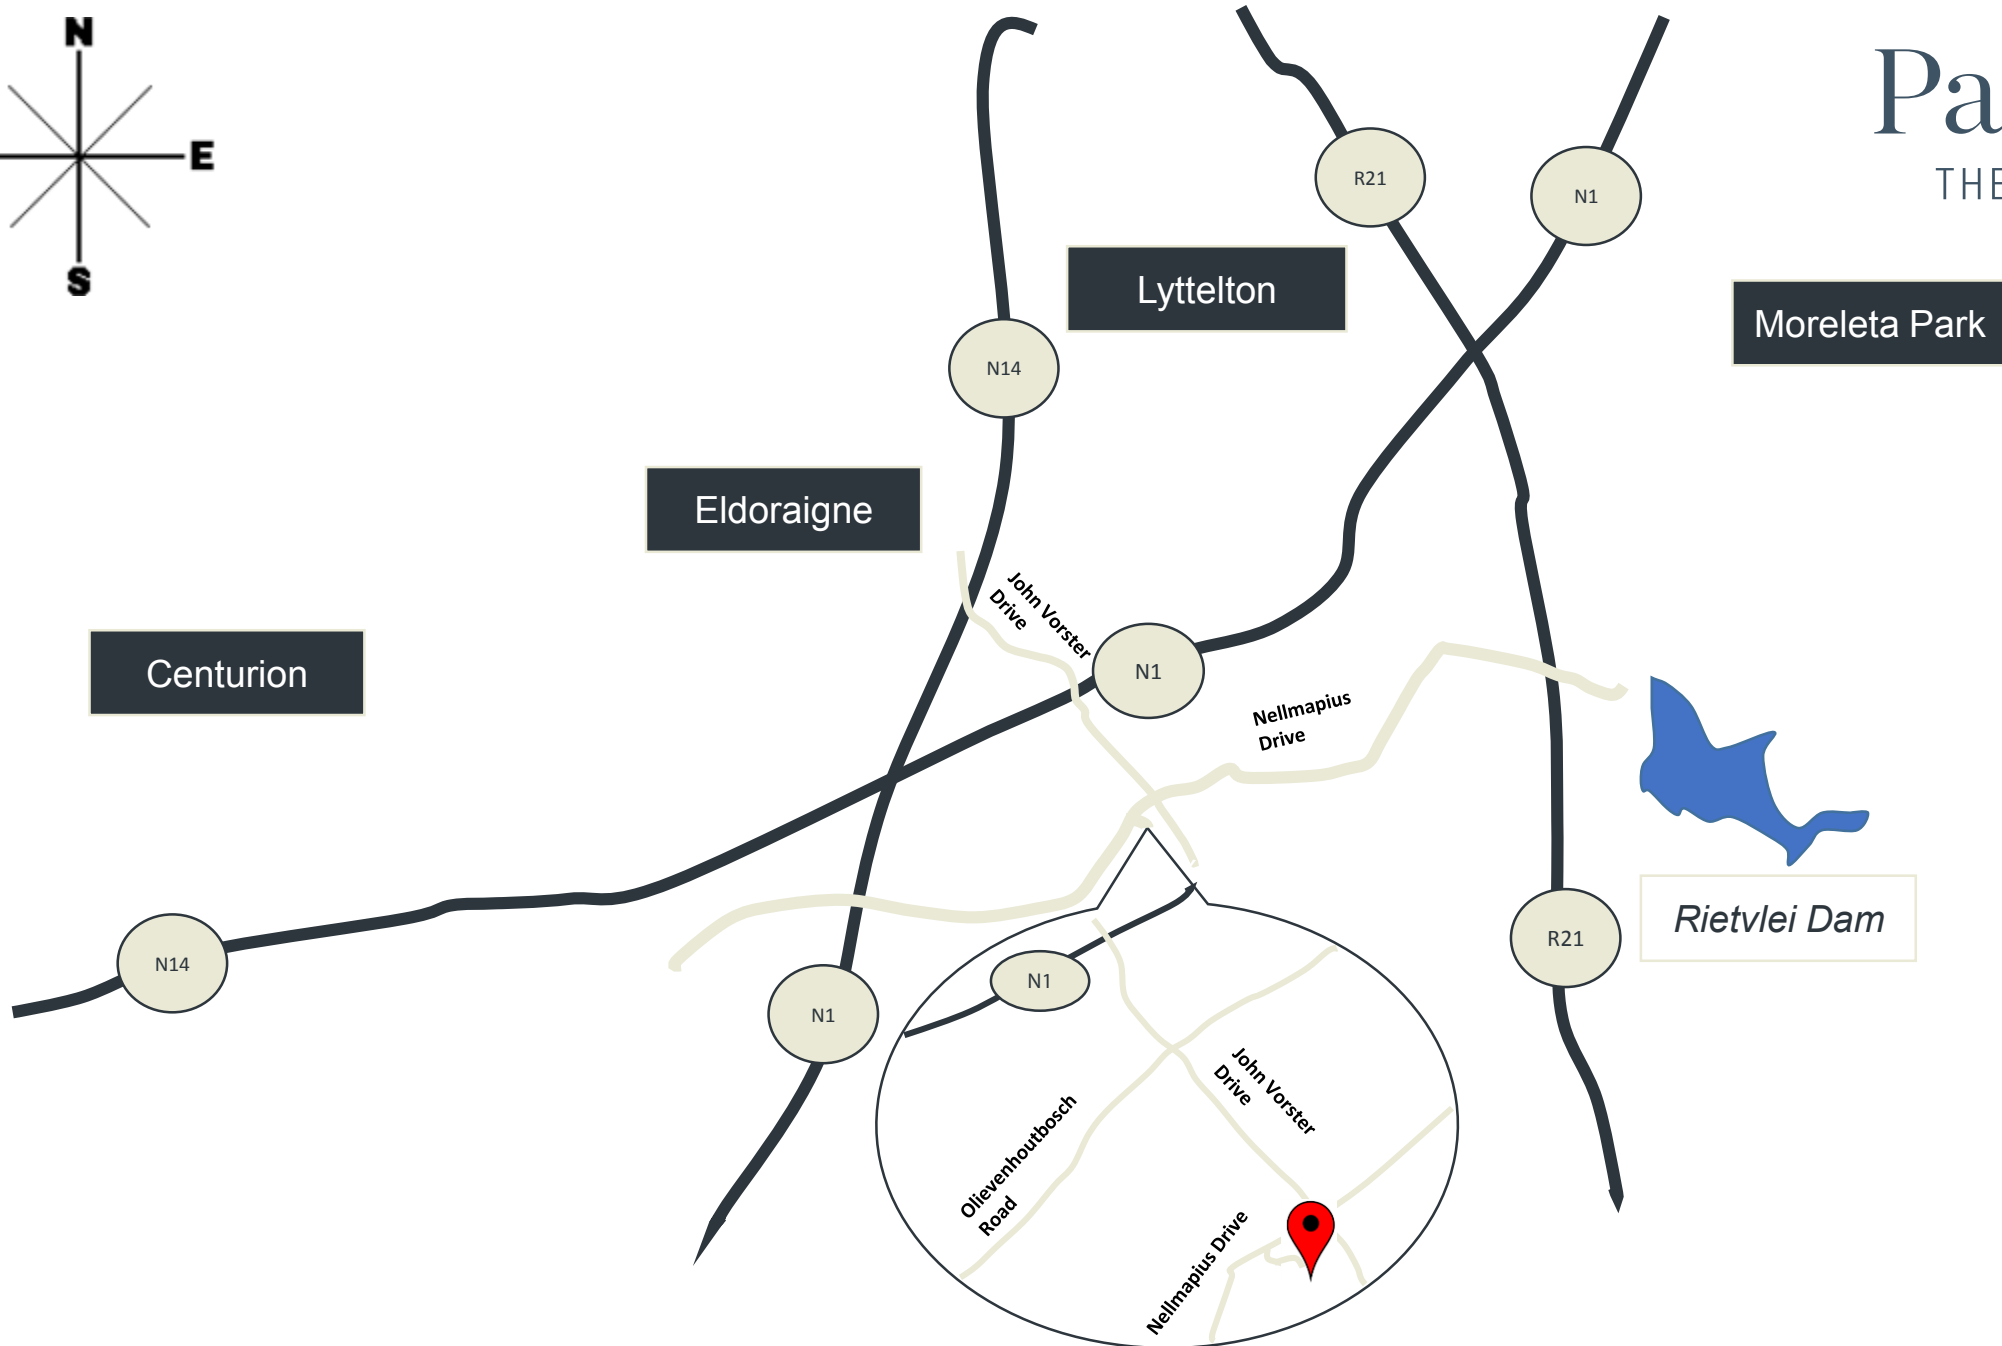 N
E
S
Pa
THE
R21
N1
Lyttelton
Moreleta Park
N14
Eldoraigne
John Vorster
Drive
Centurion
N1
Nellmapius
Drive
Rietvlei Dam
R21
N14
N1
N1
John Vorster
Drive
Olievenhoutbosch
Road
Nellmapius Drive